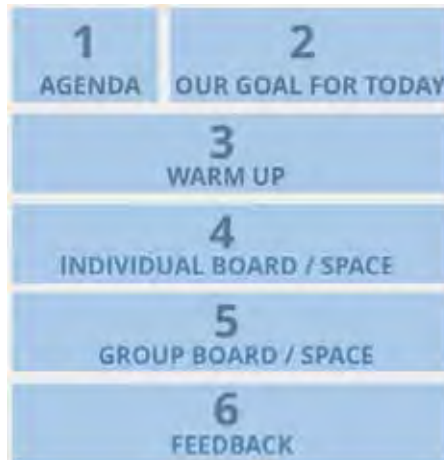 1
AGENDA
2
OUR GOAL FOR TODAY
3
WARM UP
4
INDIVIDUAL BOARD / SPACE
5
GROUP BOARD / SPACE
6
FEEDBACK